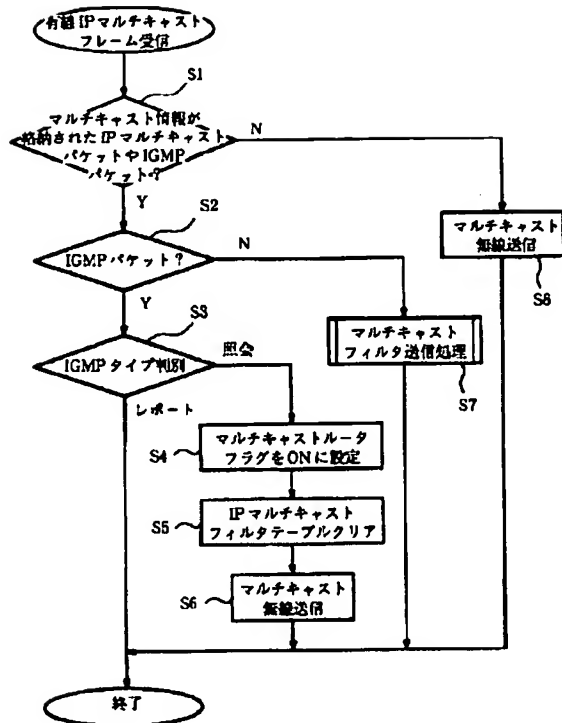 有線IPマルチキャスト
フレーム受信
S1
マルチキャスト情報が
格納されたIPマルチキャスト
パケットやIGMP
パケット？
N
Y
S2
IGMPパケット？
N
Y
マルチキャスト
無線送信
S8
S3
IGMPタイプ判別
照会
レポート
マルチキャスト
フィルタ送信処理
S7
S4
マルチキャストルータ
フラグをONに設定
S5
IPマルチキャスト
フィルタテーブルクリア
S6
マルチキャスト
無線送信
終了